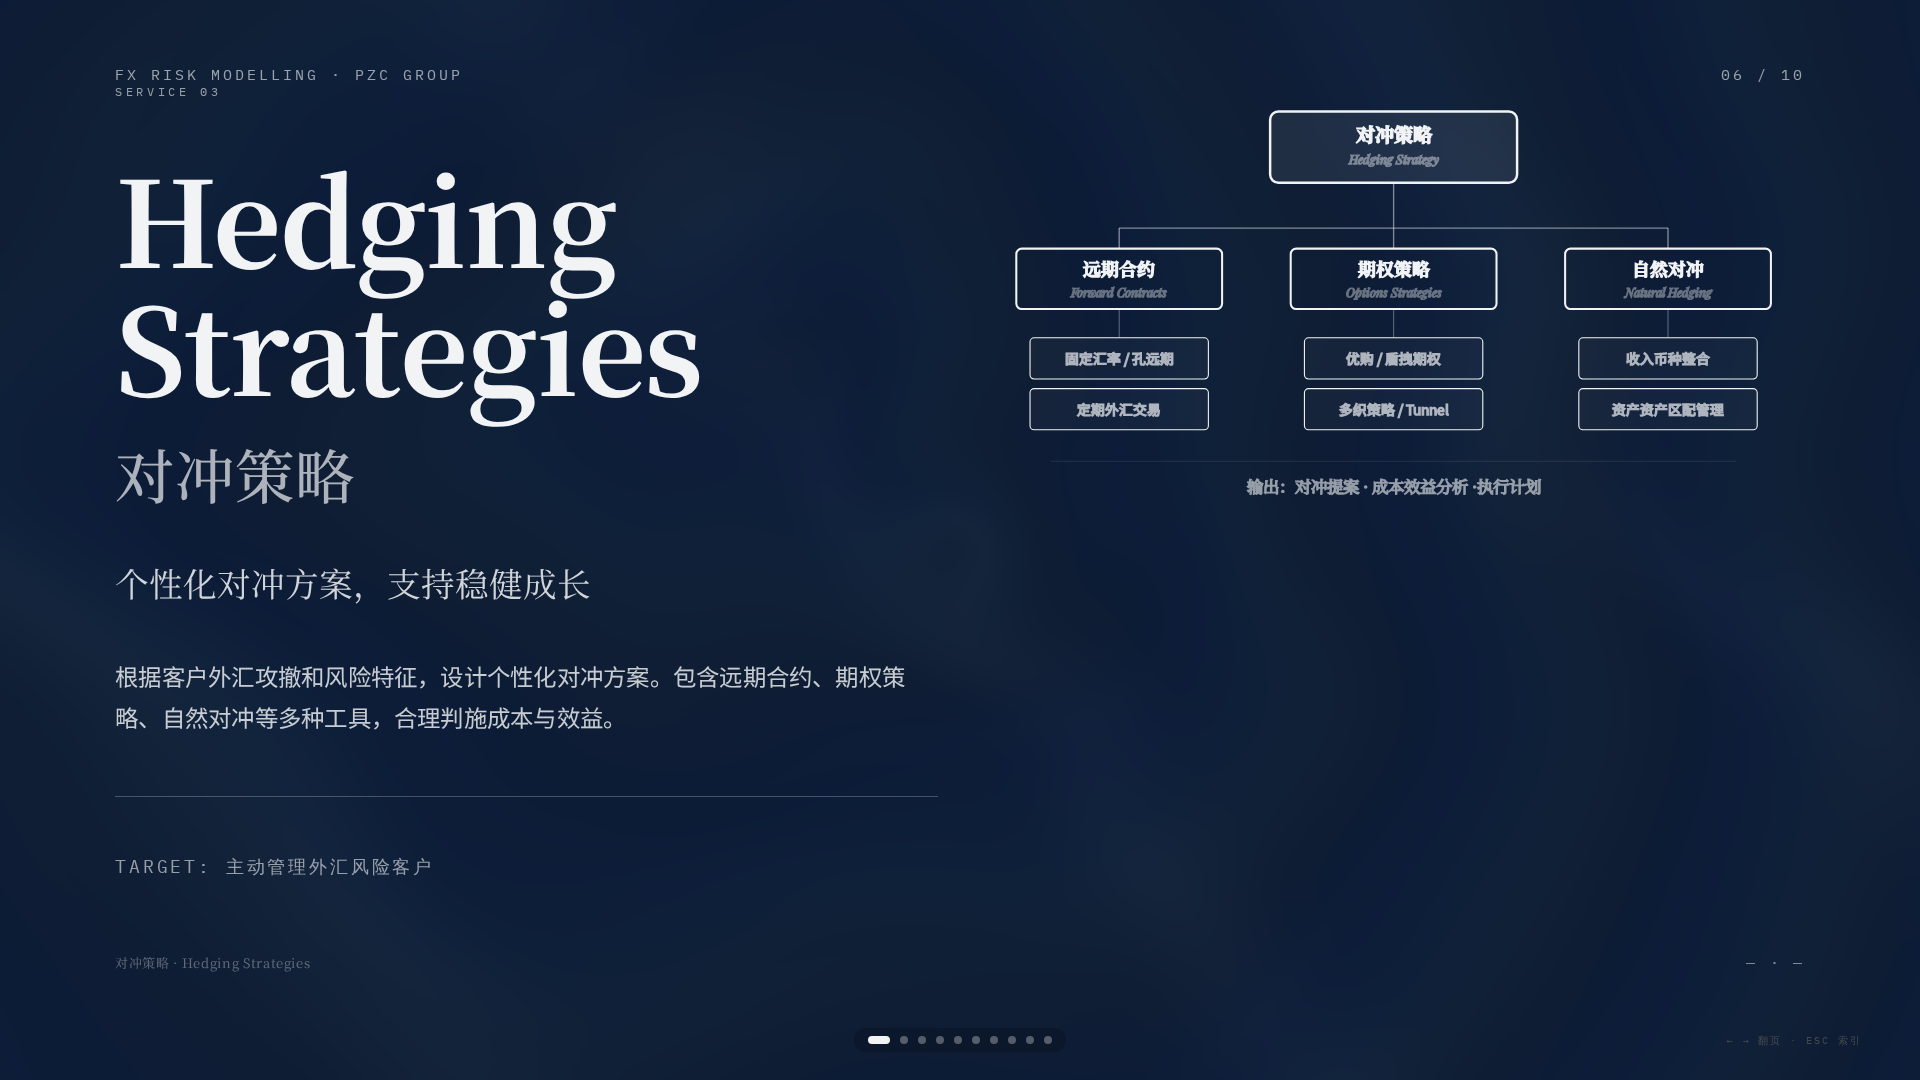 FX RISK MODELLING · PZC GROUP
SERVICE 03
06 / 10
Hedging
Strategies
对冲策略
个性化对冲方案，支持稳健成长
根据客户外汇攻撤和风险特征，设计个性化对冲方案。包含远期合约、期权策
略、自然对冲等多种工具，合理判施成本与效益。
TARGET: 主动管理外汇风险客户
对冲策略
Hedging Strategy
远期合约
Forward Contracts
期权策略
Options Strategies
自然对冲
Natural Hedging
固定汇率 / 孔远期
优购 / 盾拽期权
收入币种整合
定期外汇交易
多织策略 / Tunnel
资产资产区配管理
输出：对冲提案 · 成本效益分析 ·执行计划
对冲策略 · Hedging Strategies
— · —
← → 翻页 · ESC 索引